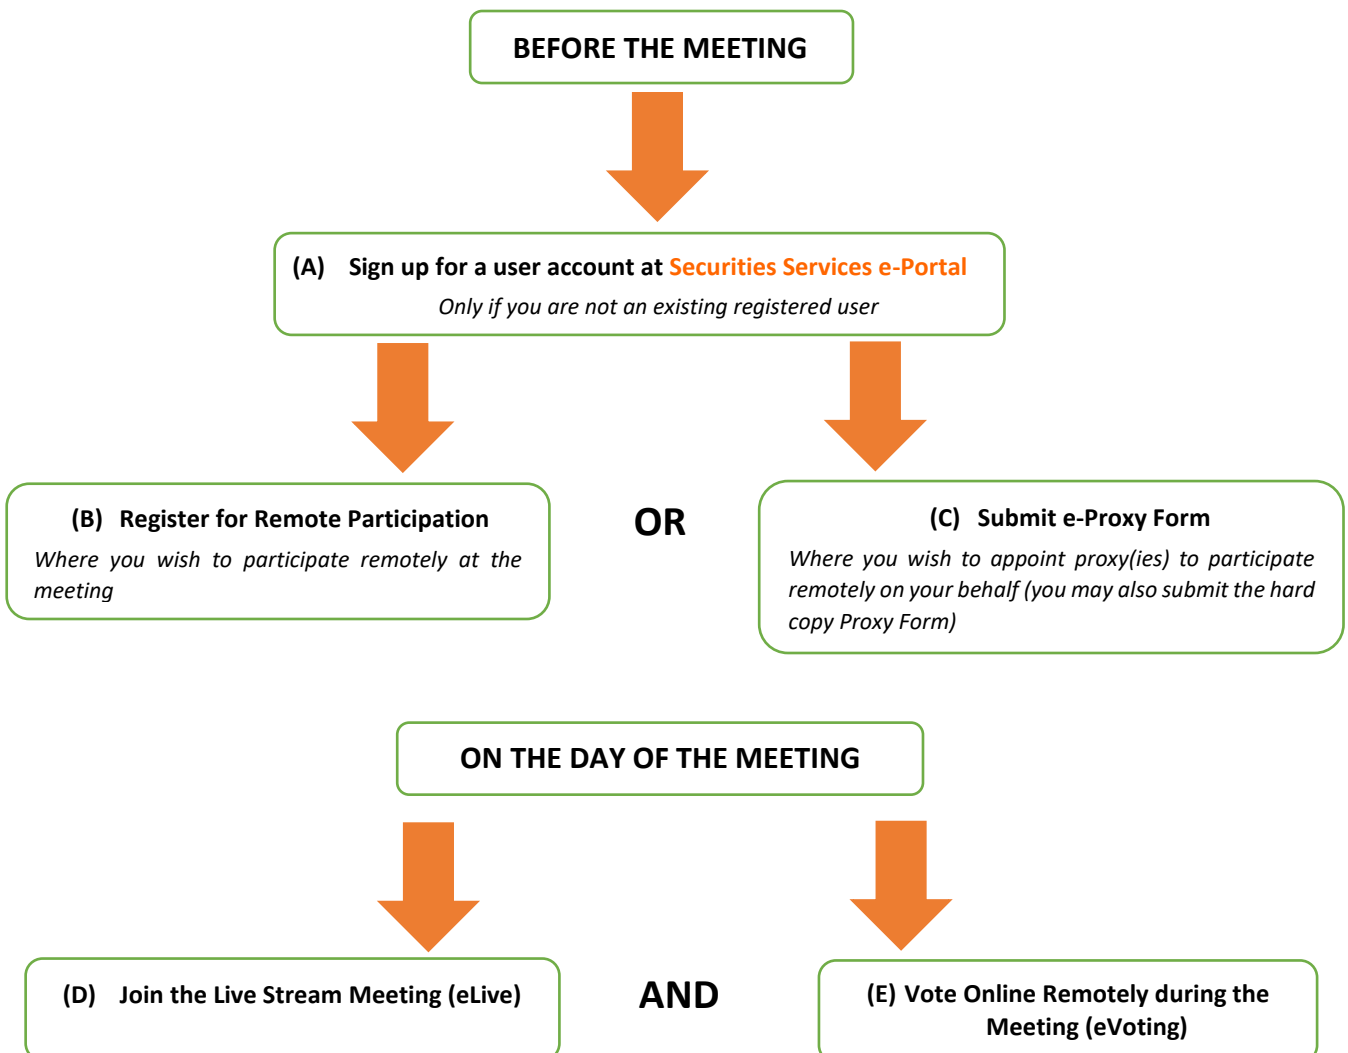 BEFORE THE MEETING
(A) Sign up for a user account at Securities Services e-Portal
Only if you are not an existing registered user
(B) Register for Remote Participation
Where you wish to participate remotely at the
meeting
OR
(C) Submit e-Proxy Form
Where you wish to appoint proxy(ies) to participate
remotely on your behalf (you may also submit the hard
copy Proxy Form)
ON THE DAY OF THE MEETING
(D) Join the Live Stream Meeting (eLive)
AND
(E) Vote Online Remotely during the
Meeting (eVoting)